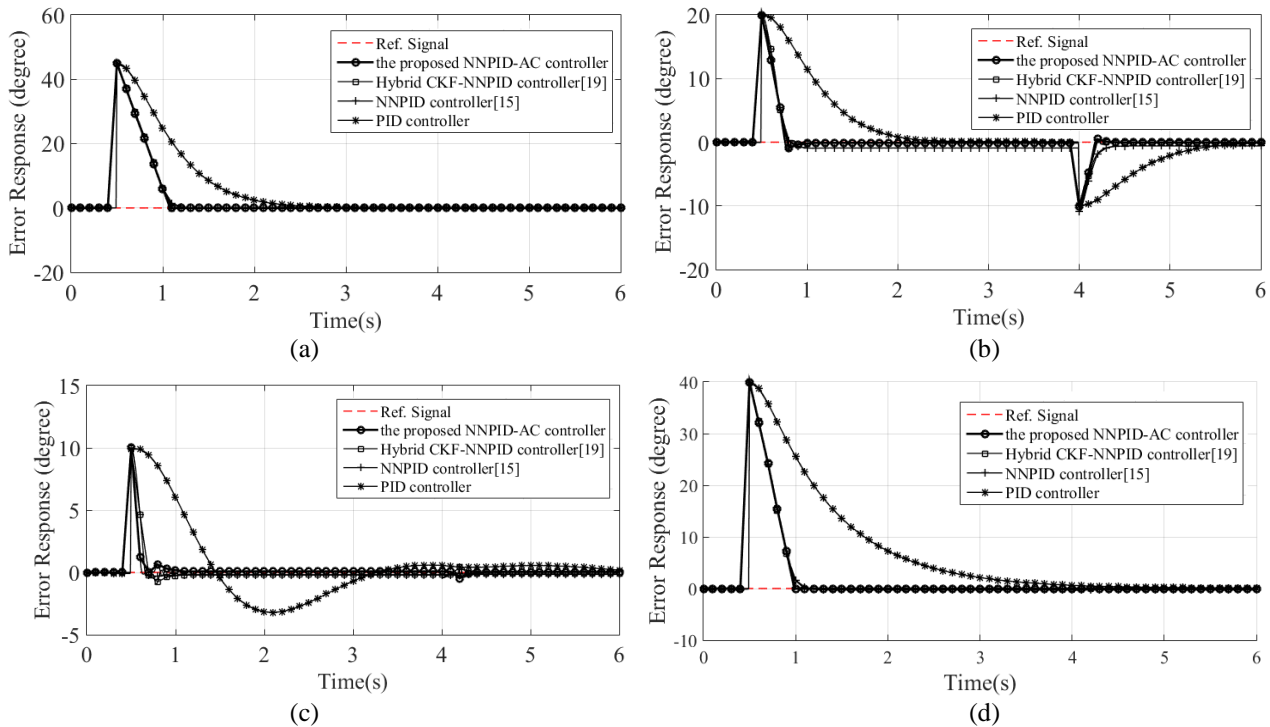 Error Response (degree)
60
40
20
0
-20
Ref. Signal
the proposed NNPID-AC controller
Hybrid CKF-NNPID controller[19]
NNPID controller[15]
PID controller
0 1 2 3 4 5 6
Time(s)
(a)
Error Response (degree)
20
10
0
-10
-20
Ref. Signal
the proposed NNPID-AC controller
Hybrid CKF-NNPID controller[19]
NNPID controller[15]
PID controller
0 1 2 3 4 5 6
Time(s)
(b)
Error Response (degree)
15
10
5
0
-5
Ref. Signal
the proposed NNPID-AC controller
Hybrid CKF-NNPID controller[19]
NNPID controller[15]
PID controller
0 1 2 3 4 5 6
Time(s)
(c)
Error Response (degree)
40
30
20
10
0
-10
Ref. Signal
the proposed NNPID-AC controller
Hybrid CKF-NNPID controller[19]
NNPID controller[15]
PID controller
0 1 2 3 4 5 6
Time(s)
(d)